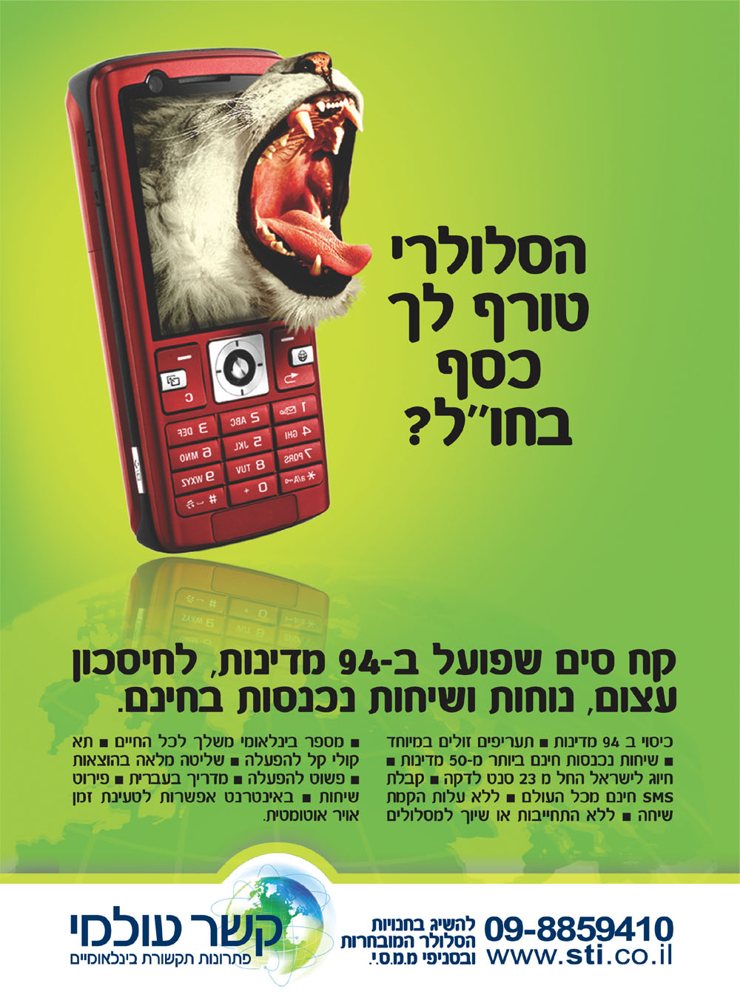 הסלולרי
טורף לך
כסף
בחו"ל?
1
2 ABC
3 DEF
4 GHI
5 JKL
6 MNO
7 PQRS
8 TUV
9 WXYZ
* a/A
0 +
#
C
קח סים שפועל ב-94 מדינות, לחיסכון
עצום, נוחות ושיחות נכנסות בחינם.
כיסוי ב 94 מדינות ■ תעריפים זולים במיוחד
■ שיחות נכנסות חינם ביותר מ-50 מדינות ■
חיוג לישראל החל מ 23 סנט לדקה ■ קבלת
SMS חינם מכל העולם ■ ללא עלות הקמת
שיחה ■ ללא התחייבות או שיוך למסלולים
■ מספר בינלאומי משלך לכל החיים ■ תא
קולי קל להפעלה ■ שליטה מלאה בהוצאות
■ פשוט להפעלה ■ מדריך בעברית ■ פירוט
שיחות ■ באינטרנט אפשרות לטעינת זמן
אויר אוטומטית.
09-8859410
www.sti.co.il
להשיג בחנויות
הסלולר המובחרות
ובסניפי מ.מ.ס.י.
קשר עולמי
פתרונות תקשורת בינלאומיים